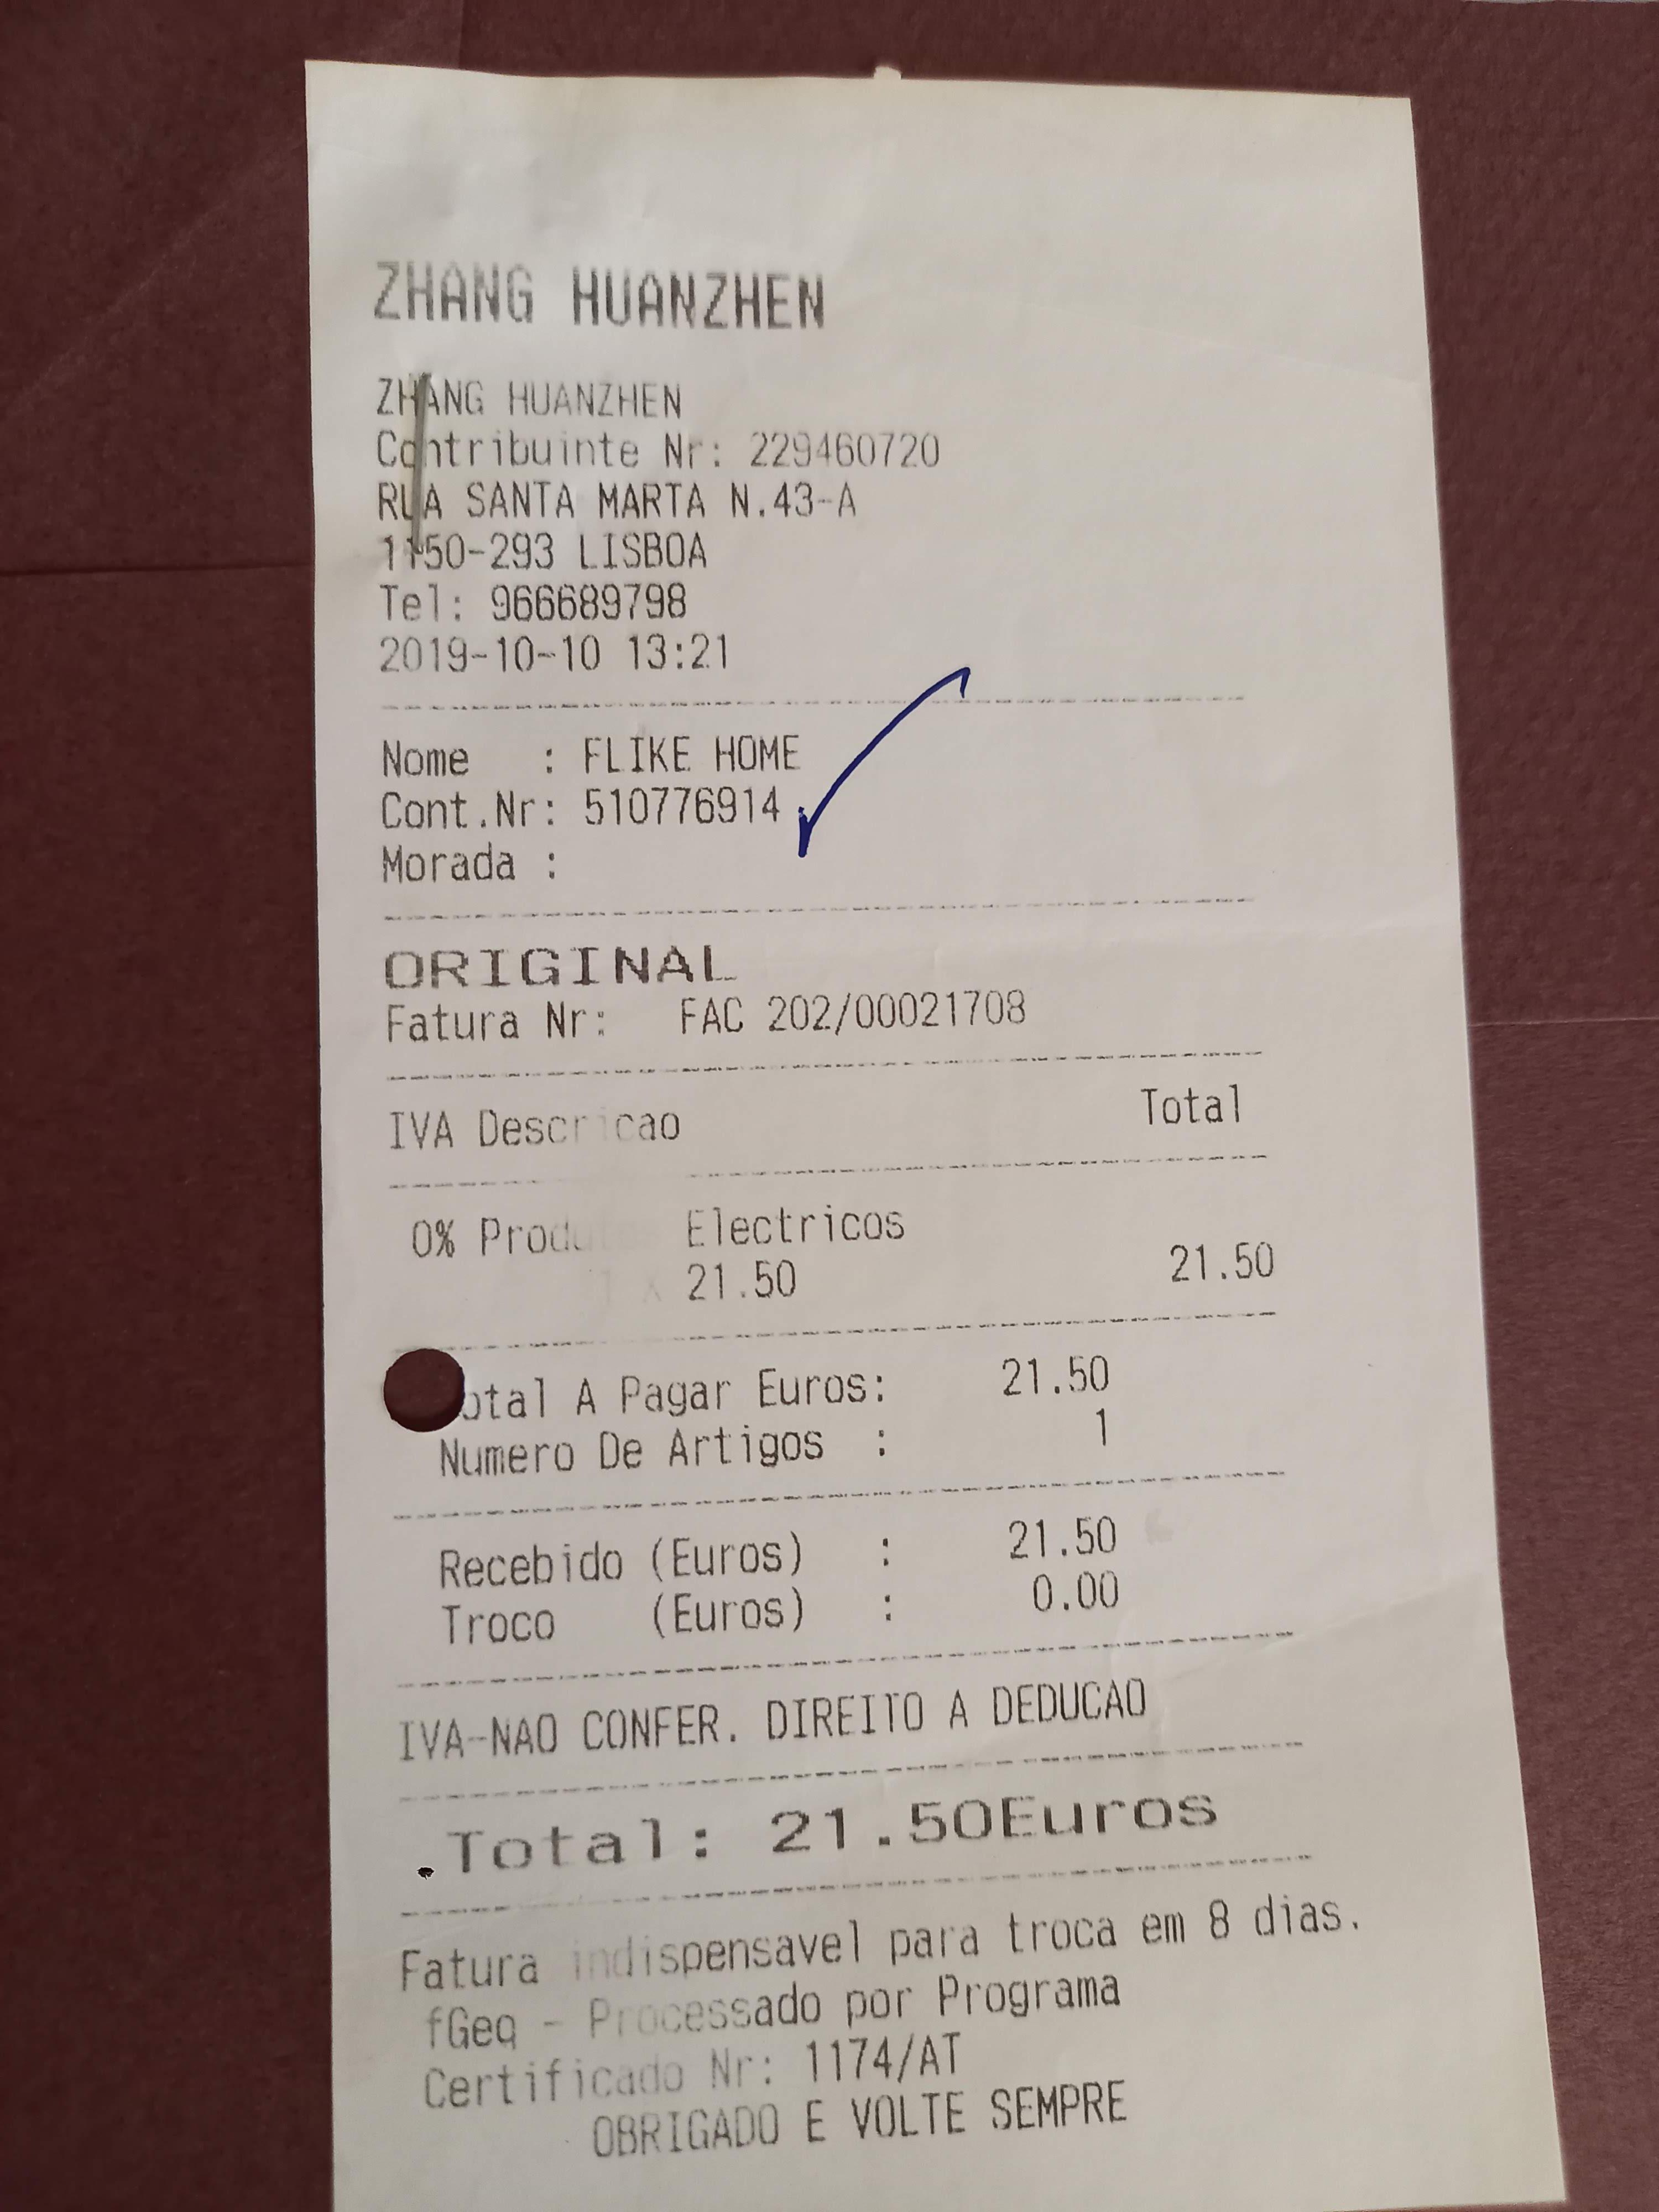 ZHANG HUANZHEN
ZHANG HUANZHEN
Contribuinte Nr: 229460720
RUA SANTA MARTA N.43-A
1150-293 LISBOA
Tel: 966689798
2019-10-10 13:21
Nome : FLIKE HOME
Cont.Nr: 510776914
Morada :
ORIGINAL
Fatura Nr: FAC 202/00021708
IVA Descricao Total
0% Produtos Electricos
1 x 21.50 21.50
Total A Pagar Euros: 21.50
Numero De Artigos : 1
Recebido (Euros) : 21.50
Troco (Euros) : 0.00
IVA-NAO CONFER. DIREITO A DEDUCAO
Total: 21.50Euros
Fatura indispensavel para troca em 8 dias.
fGeq - Processado por Programa
Certificado Nr: 1174/AT
OBRIGADO E VOLTE SEMPRE